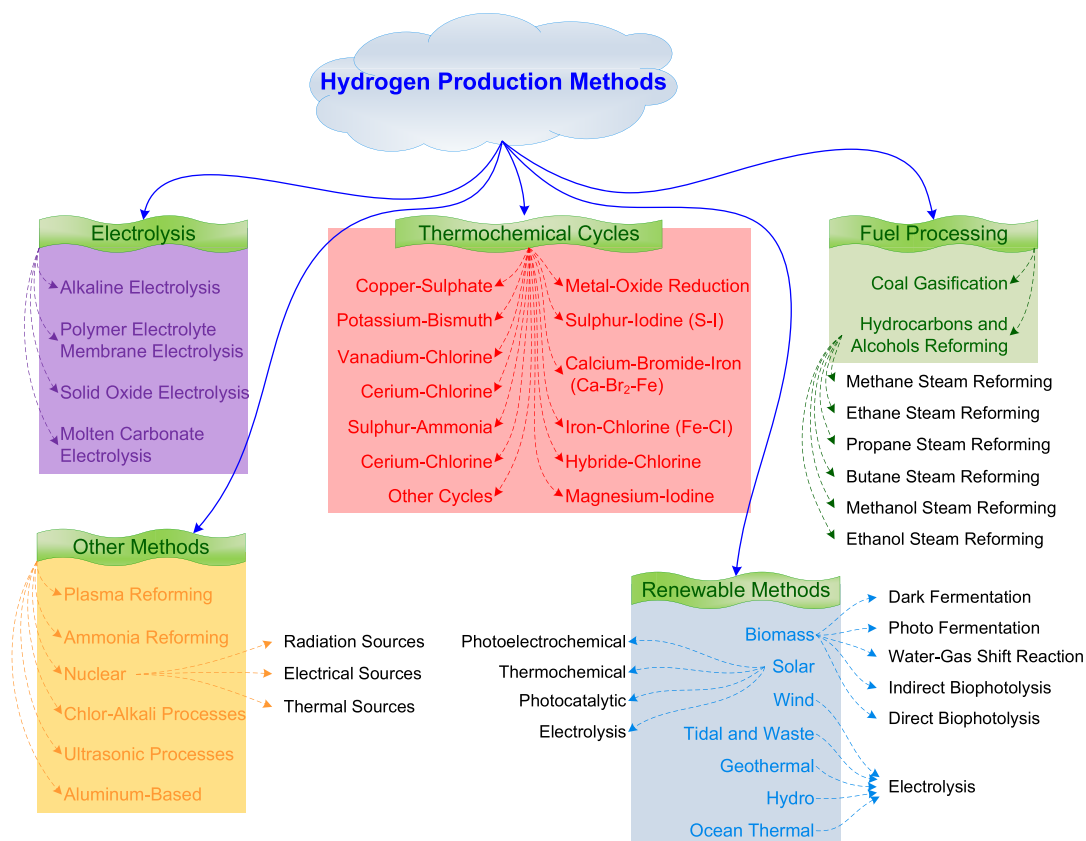 Hydrogen Production Methods
Electrolysis
Alkaline Electrolysis
Polymer Electrolyte
Membrane Electrolysis
Solid Oxide Electrolysis
Molten Carbonate
Electrolysis
Thermochemical Cycles
Copper-Sulphate
Potassium-Bismuth
Vanadium-Chlorine
Cerium-Chlorine
Sulphur-Ammonia
Cerium-Chlorine
Other Cycles
Metal-Oxide Reduction
Sulphur-Iodine (S-I)
Calcium-Bromide-Iron
(Ca-Br₂-Fe)
Iron-Chlorine (Fe-CI)
Hybride-Chlorine
Magnesium-Iodine
Fuel Processing
Coal Gasification
Hydrocarbons and
Alcohols Reforming
Methane Steam Reforming
Ethane Steam Reforming
Propane Steam Reforming
Butane Steam Reforming
Methanol Steam Reforming
Ethanol Steam Reforming
Other Methods
Plasma Reforming
Ammonia Reforming
Nuclear
Chlor-Alkali Processes
Ultrasonic Processes
Aluminum-Based
Radiation Sources
Electrical Sources
Thermal Sources
Renewable Methods
Biomass
Solar
Wind
Tidal and Waste
Geothermal
Hydro
Ocean Thermal
Photoelectrochemical
Thermochemical
Photocatalytic
Electrolysis
Dark Fermentation
Photo Fermentation
Water-Gas Shift Reaction
Indirect Biophotolysis
Direct Biophotolysis
Electrolysis